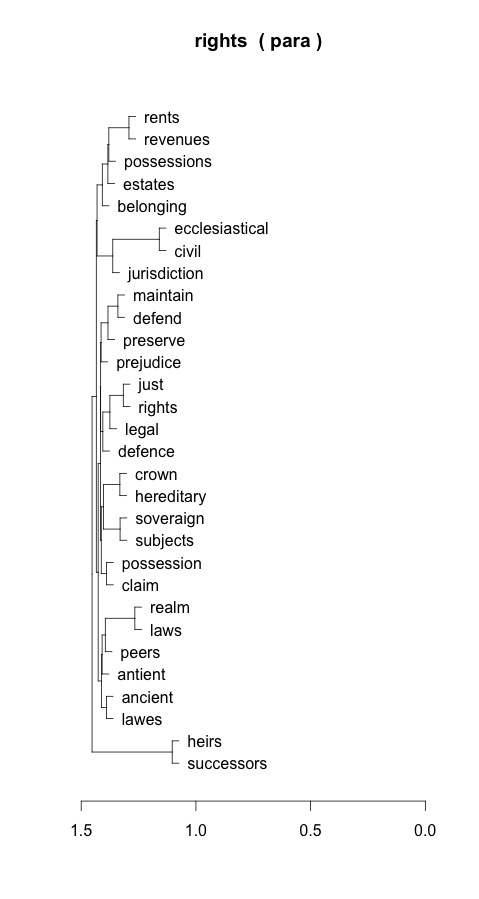 rights ( para )
rents
revenues
possessions
estates
belonging
ecclesiastical
civil
jurisdiction
maintain
defend
preserve
prejudice
just
rights
legal
defence
crown
hereditary
soveraign
subjects
possession
claim
realm
laws
peers
antient
ancient
lawes
heirs
successors
1.5 1.0 0.5 0.0